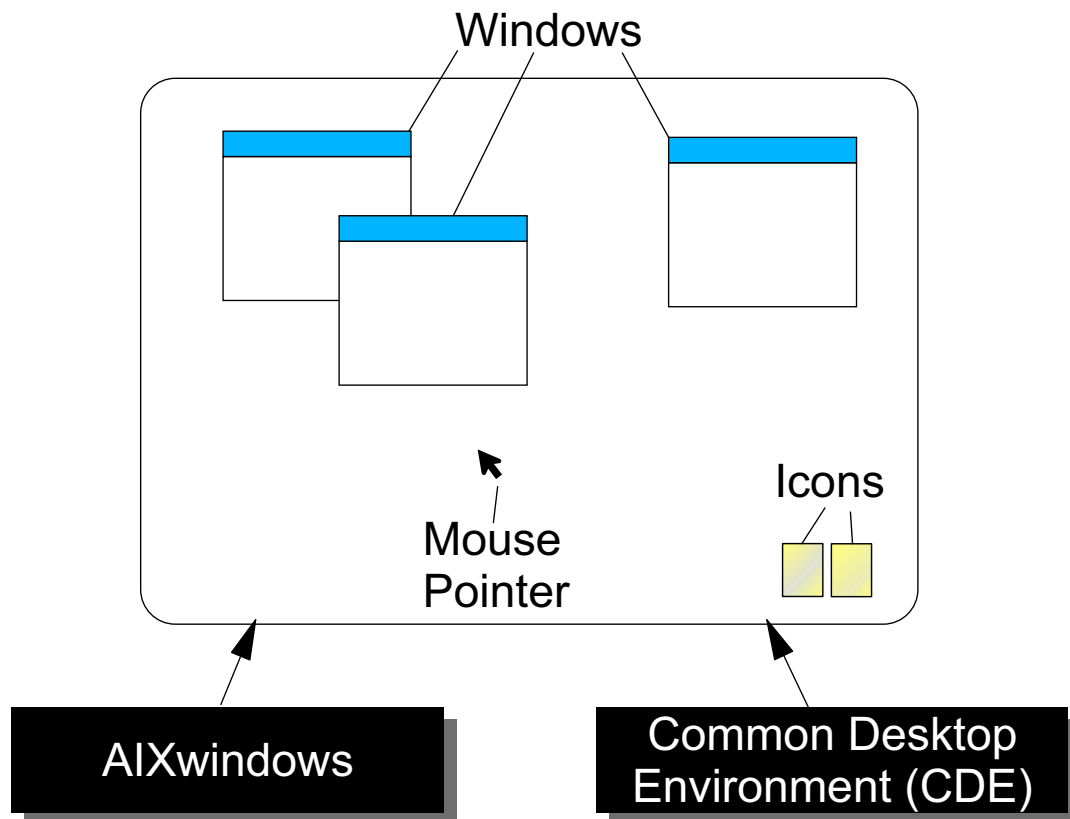 Windows
Icons
Mouse
Pointer
AIXwindows
Common Desktop
Environment (CDE)